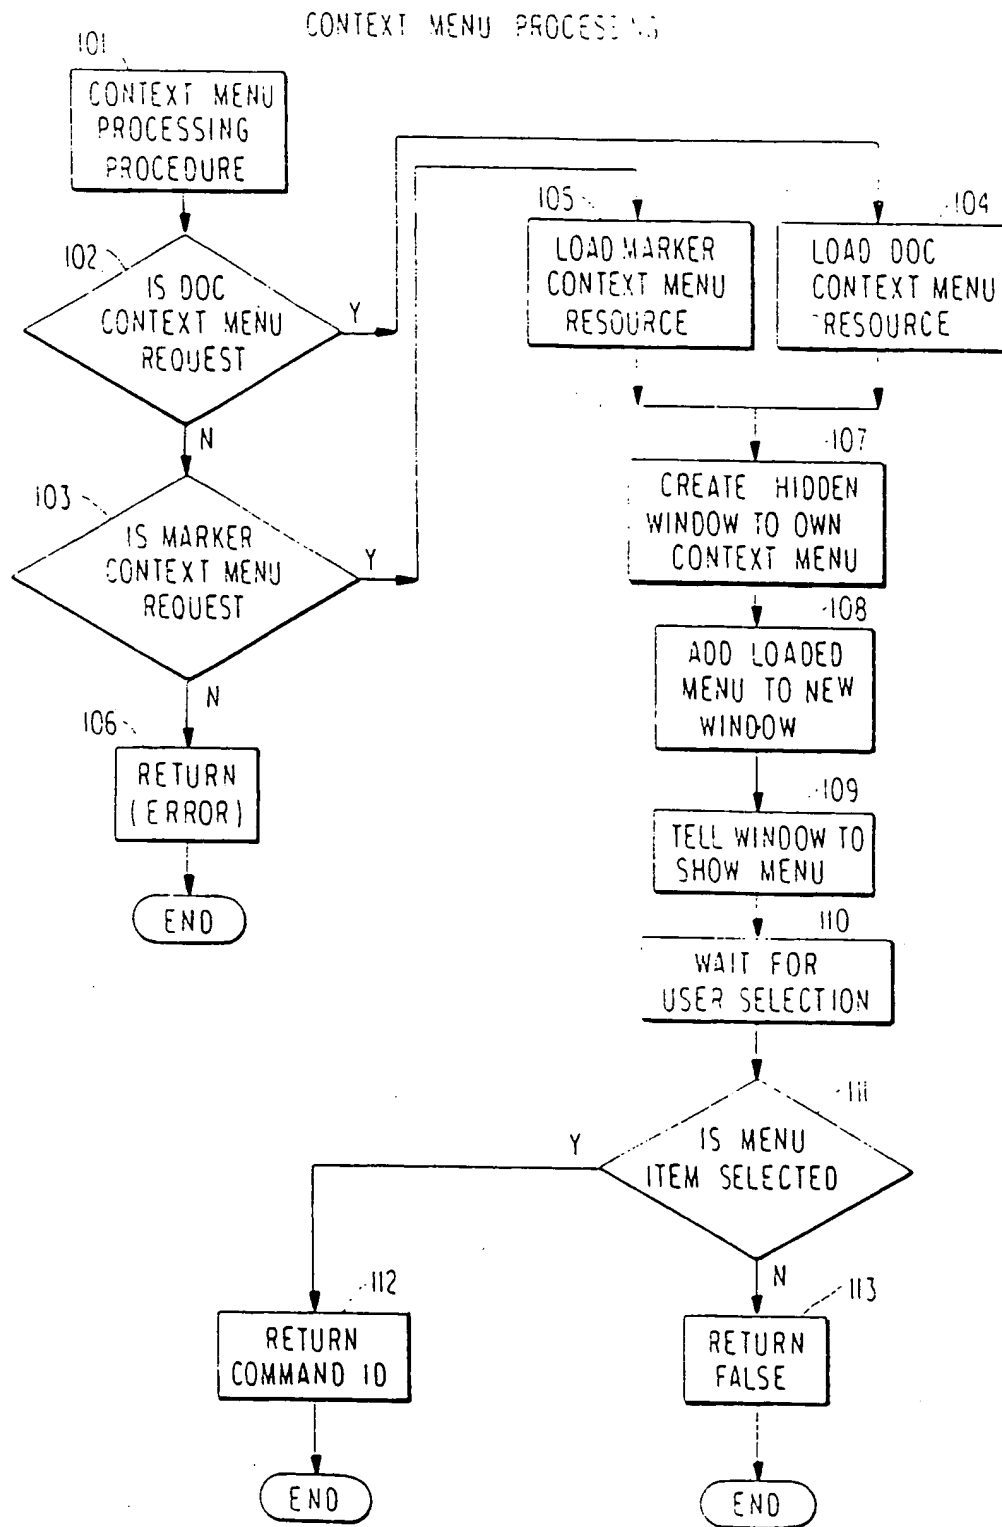 CONTEXT MENU PROCESSING
101
CONTEXT MENU
PROCESSING
PROCEDURE
102
IS DOC
CONTEXT MENU
REQUEST
Y
N
103
IS MARKER
CONTEXT MENU
REQUEST
Y
N
106
RETURN
(ERROR)
END
105
LOAD MARKER
CONTEXT MENU
RESOURCE
104
LOAD DOC
CONTEXT MENU
RESOURCE
107
CREATE HIDDEN
WINDOW TO OWN
CONTEXT MENU
108
ADD LOADED
MENU TO NEW
WINDOW
109
TELL WINDOW TO
SHOW MENU
110
WAIT FOR
USER SELECTION
111
IS MENU
ITEM SELECTED
Y
N
112
RETURN
COMMAND ID
END
113
RETURN
FALSE
END